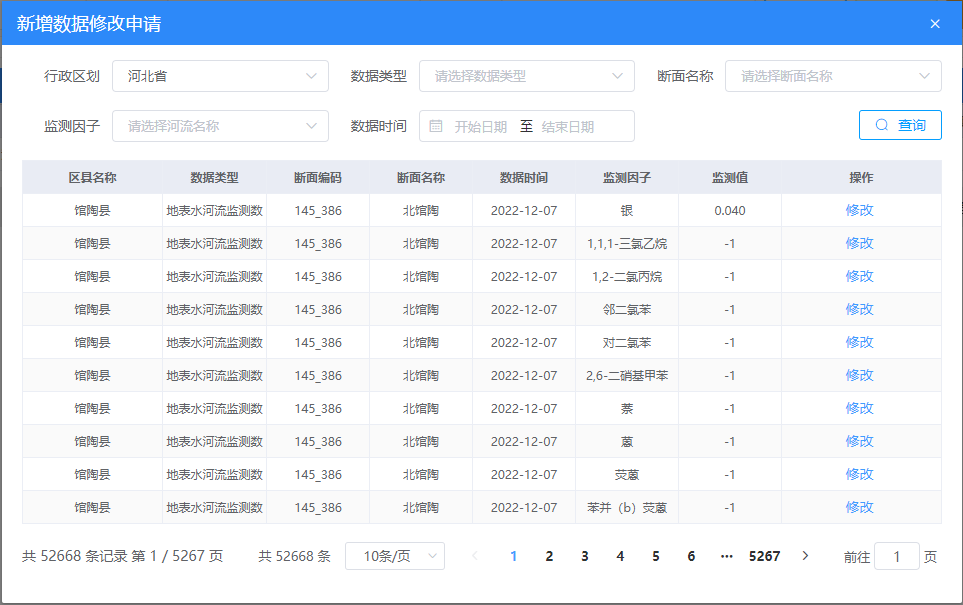 新增数据修改申请
行政区划 河北省 数据类型 请选择数据类型 断面名称 请选择断面名称
监测因子 请选择河流名称 数据时间 开始日期 至 结束日期 查询
区县名称 数据类型 断面编码 断面名称 数据时间 监测因子 监测值 操作
馆陶县 地表水河流监测数 145_386 北馆陶 2022-12-07 银 0.040 修改
馆陶县 地表水河流监测数 145_386 北馆陶 2022-12-07 1,1,1-三氯乙烷 -1 修改
馆陶县 地表水河流监测数 145_386 北馆陶 2022-12-07 1,2-二氯丙烷 -1 修改
馆陶县 地表水河流监测数 145_386 北馆陶 2022-12-07 邻二氯苯 -1 修改
馆陶县 地表水河流监测数 145_386 北馆陶 2022-12-07 对二氯苯 -1 修改
馆陶县 地表水河流监测数 145_386 北馆陶 2022-12-07 2,6-二硝基甲苯 -1 修改
馆陶县 地表水河流监测数 145_386 北馆陶 2022-12-07 萘 -1 修改
馆陶县 地表水河流监测数 145_386 北馆陶 2022-12-07 蒽 -1 修改
馆陶县 地表水河流监测数 145_386 北馆陶 2022-12-07 荧蒽 -1 修改
馆陶县 地表水河流监测数 145_386 北馆陶 2022-12-07 苯并（b）荧蒽 -1 修改
共 52668 条记录 第 1 / 5267 页 共 52668 条 10条/页 1 2 3 4 5 6 ··· 5267 前往 1 页